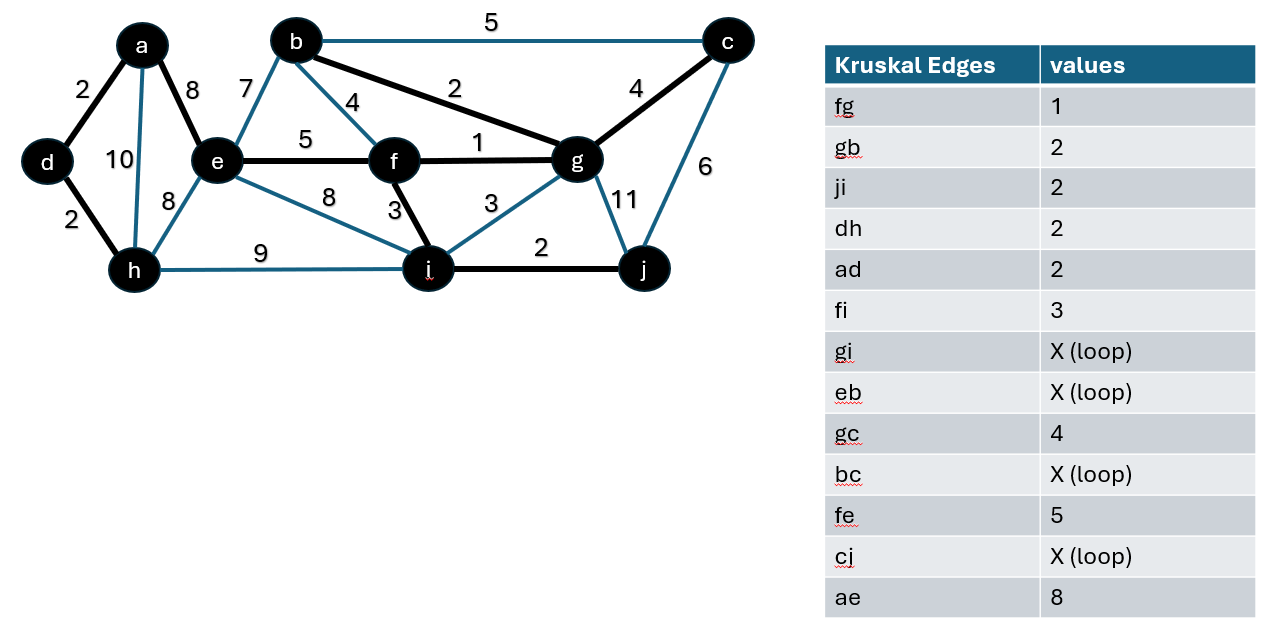 5
b
c
a
2
8
7
4
2
4
d
10
e
5
f
1
g
6
2
8
8
3
3
11
h
9
i
2
j
Kruskal Edges values
fg 1
gb 2
ji 2
dh 2
ad 2
fi 3
gi X (loop)
eb X (loop)
gc 4
bc X (loop)
fe 5
cj X (loop)
ae 8